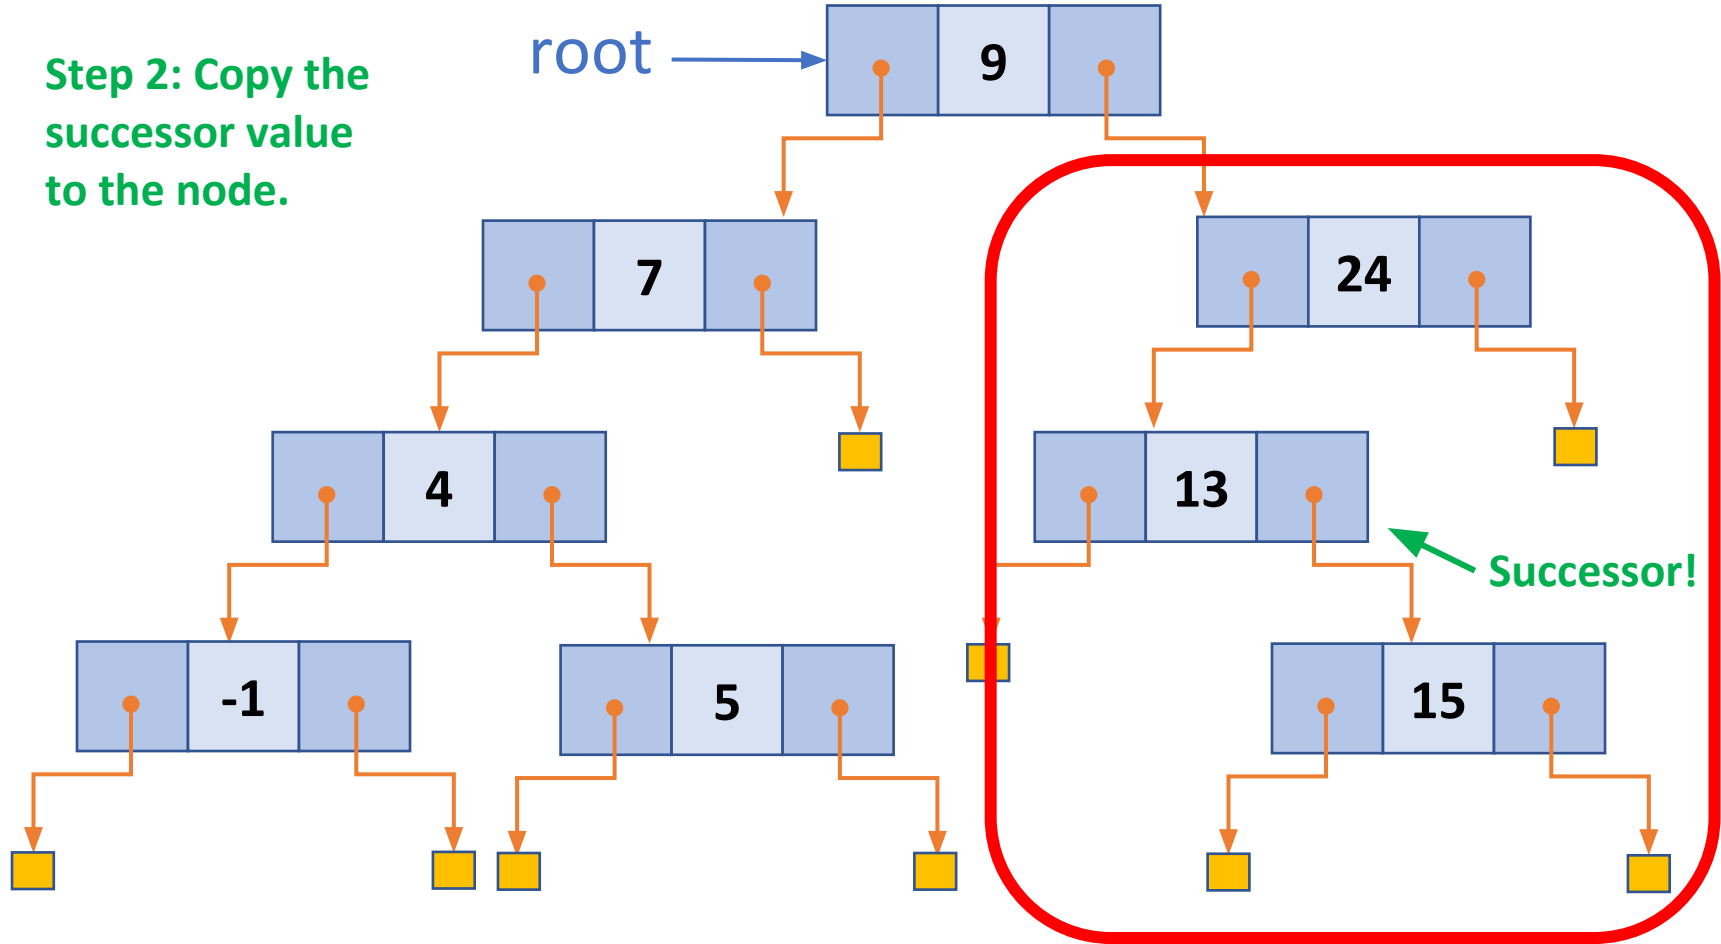 Step 2: Copy the
successor value
to the node.
root
9
7
24
4
13
Successor!
-1
5
15